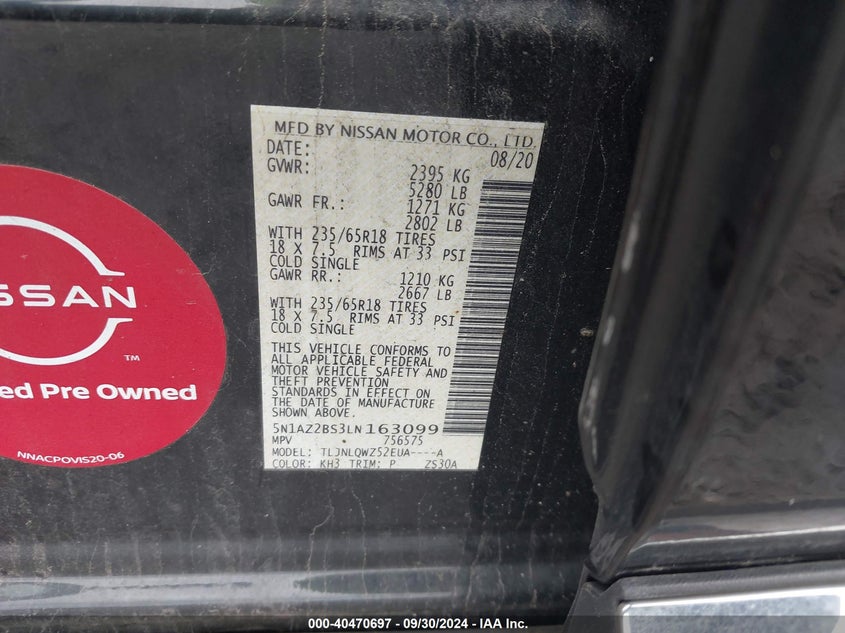 MFD BY NISSAN MOTOR CO., LTD.
DATE: 08/20
GVWR: 2395 KG
5280 LB
GAWR FR.: 1271 KG
2802 LB
WITH 235/65R18 TIRES
18 X 7.5 RIMS AT 33 PSI
COLD SINGLE
GAWR RR.: 1210 KG
2667 LB
WITH 235/65R18 TIRES
18 X 7.5 RIMS AT 33 PSI
COLD SINGLE
THIS VEHICLE CONFORMS TO
ALL APPLICABLE FEDERAL
MOTOR VEHICLE SAFETY AND
THEFT PREVENTION
STANDARDS IN EFFECT ON
THE DATE OF MANUFACTURE
SHOWN ABOVE.
5N1AZ2BS3LN163099
MPV 756575
MODEL: TLJNLQWZ52EUA----A
COLOR: KH3 TRIM: P ZS30A
SSAN
TM
ed Pre Owned
NNACPOVIS20-06
000-40470697 - 09/30/2024 - IAA Inc.